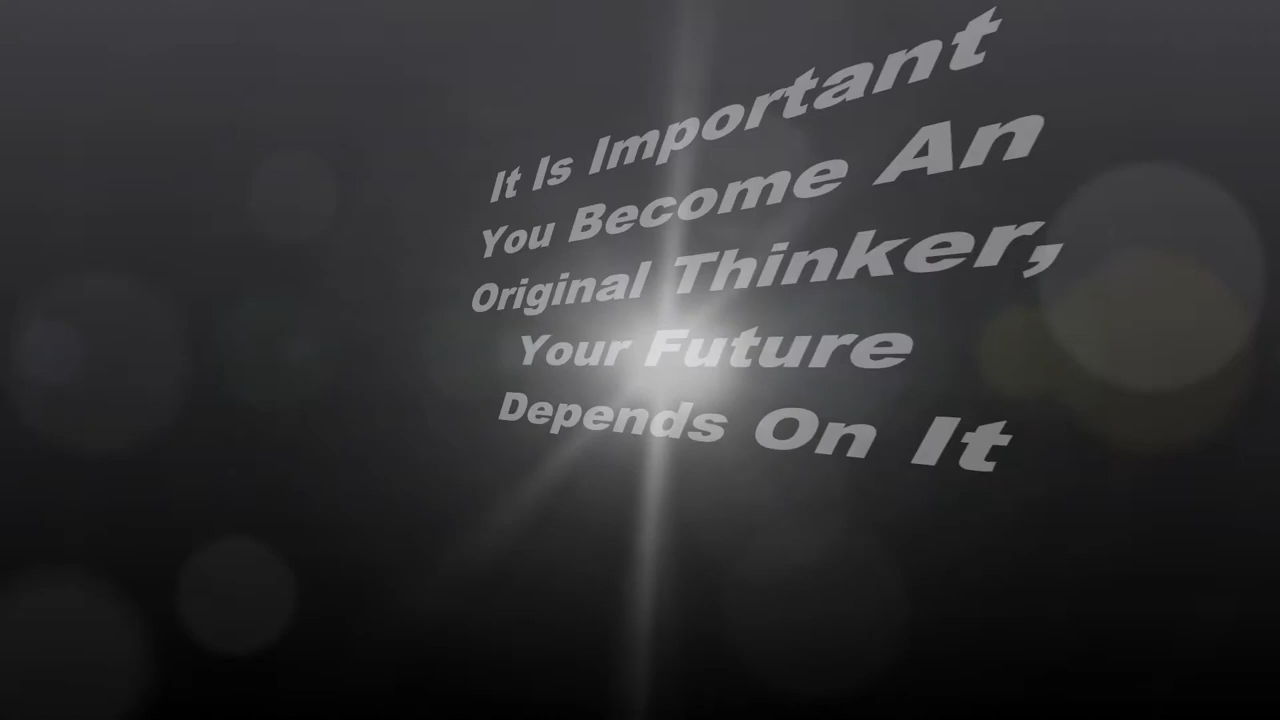 It Is Important
You Become An
Original Thinker,
Your Future
Depends On It